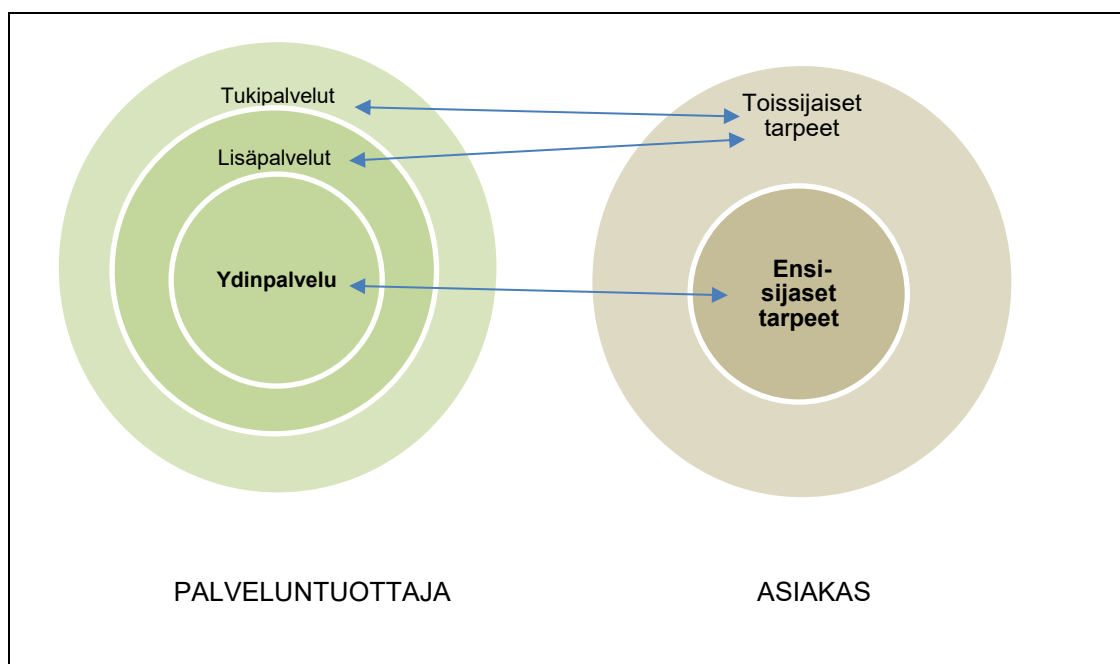 Tukipalvelut
Lisäpalvelut
Ydinpalvelu
Toissijaiset
tarpeet
Ensi-
sijaset
tarpeet
PALVELUNTUOTTAJA
ASIAKAS